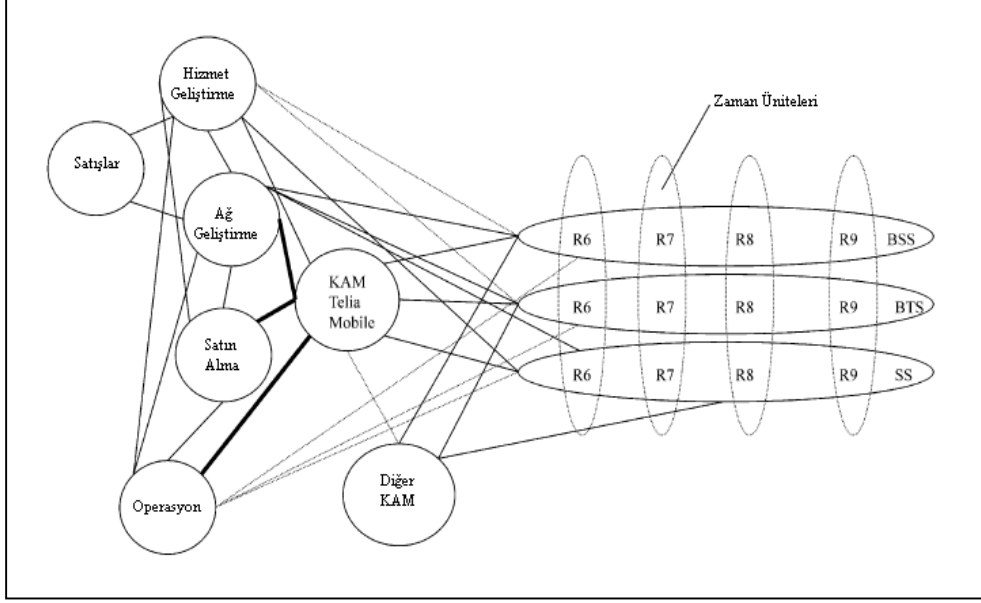 Hizmet
Geliştirme
Zaman Üniteleri
Satışlar
Ağ
Geliştirme
R6 R7 R8 R9 BSS
KAM
Telia
Mobile
R6 R7 R8 R9 BTS
Satın
Alma
R6 R7 R8 R9 SS
Diğer
KAM
Operasyon